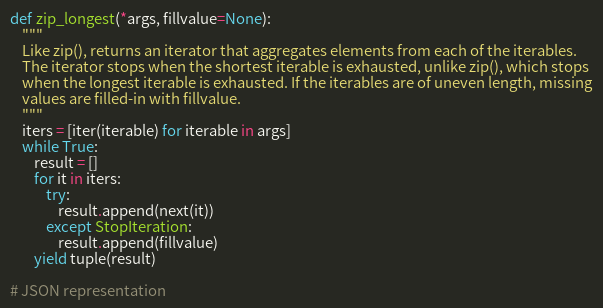 def zip_longest(*args, fillvalue=None):
"""
Like zip(), returns an iterator that aggregates elements from each of the iterables.
The iterator stops when the shortest iterable is exhausted, unlike zip(), which stops
when the longest iterable is exhausted. If the iterables are of uneven length, missing
values are filled-in with fillvalue.
"""
iters = [iter(iterable) for iterable in args]
while True:
result = []
for it in iters:
try:
result.append(next(it))
except StopIteration:
result.append(fillvalue)
yield tuple(result)
# JSON representation